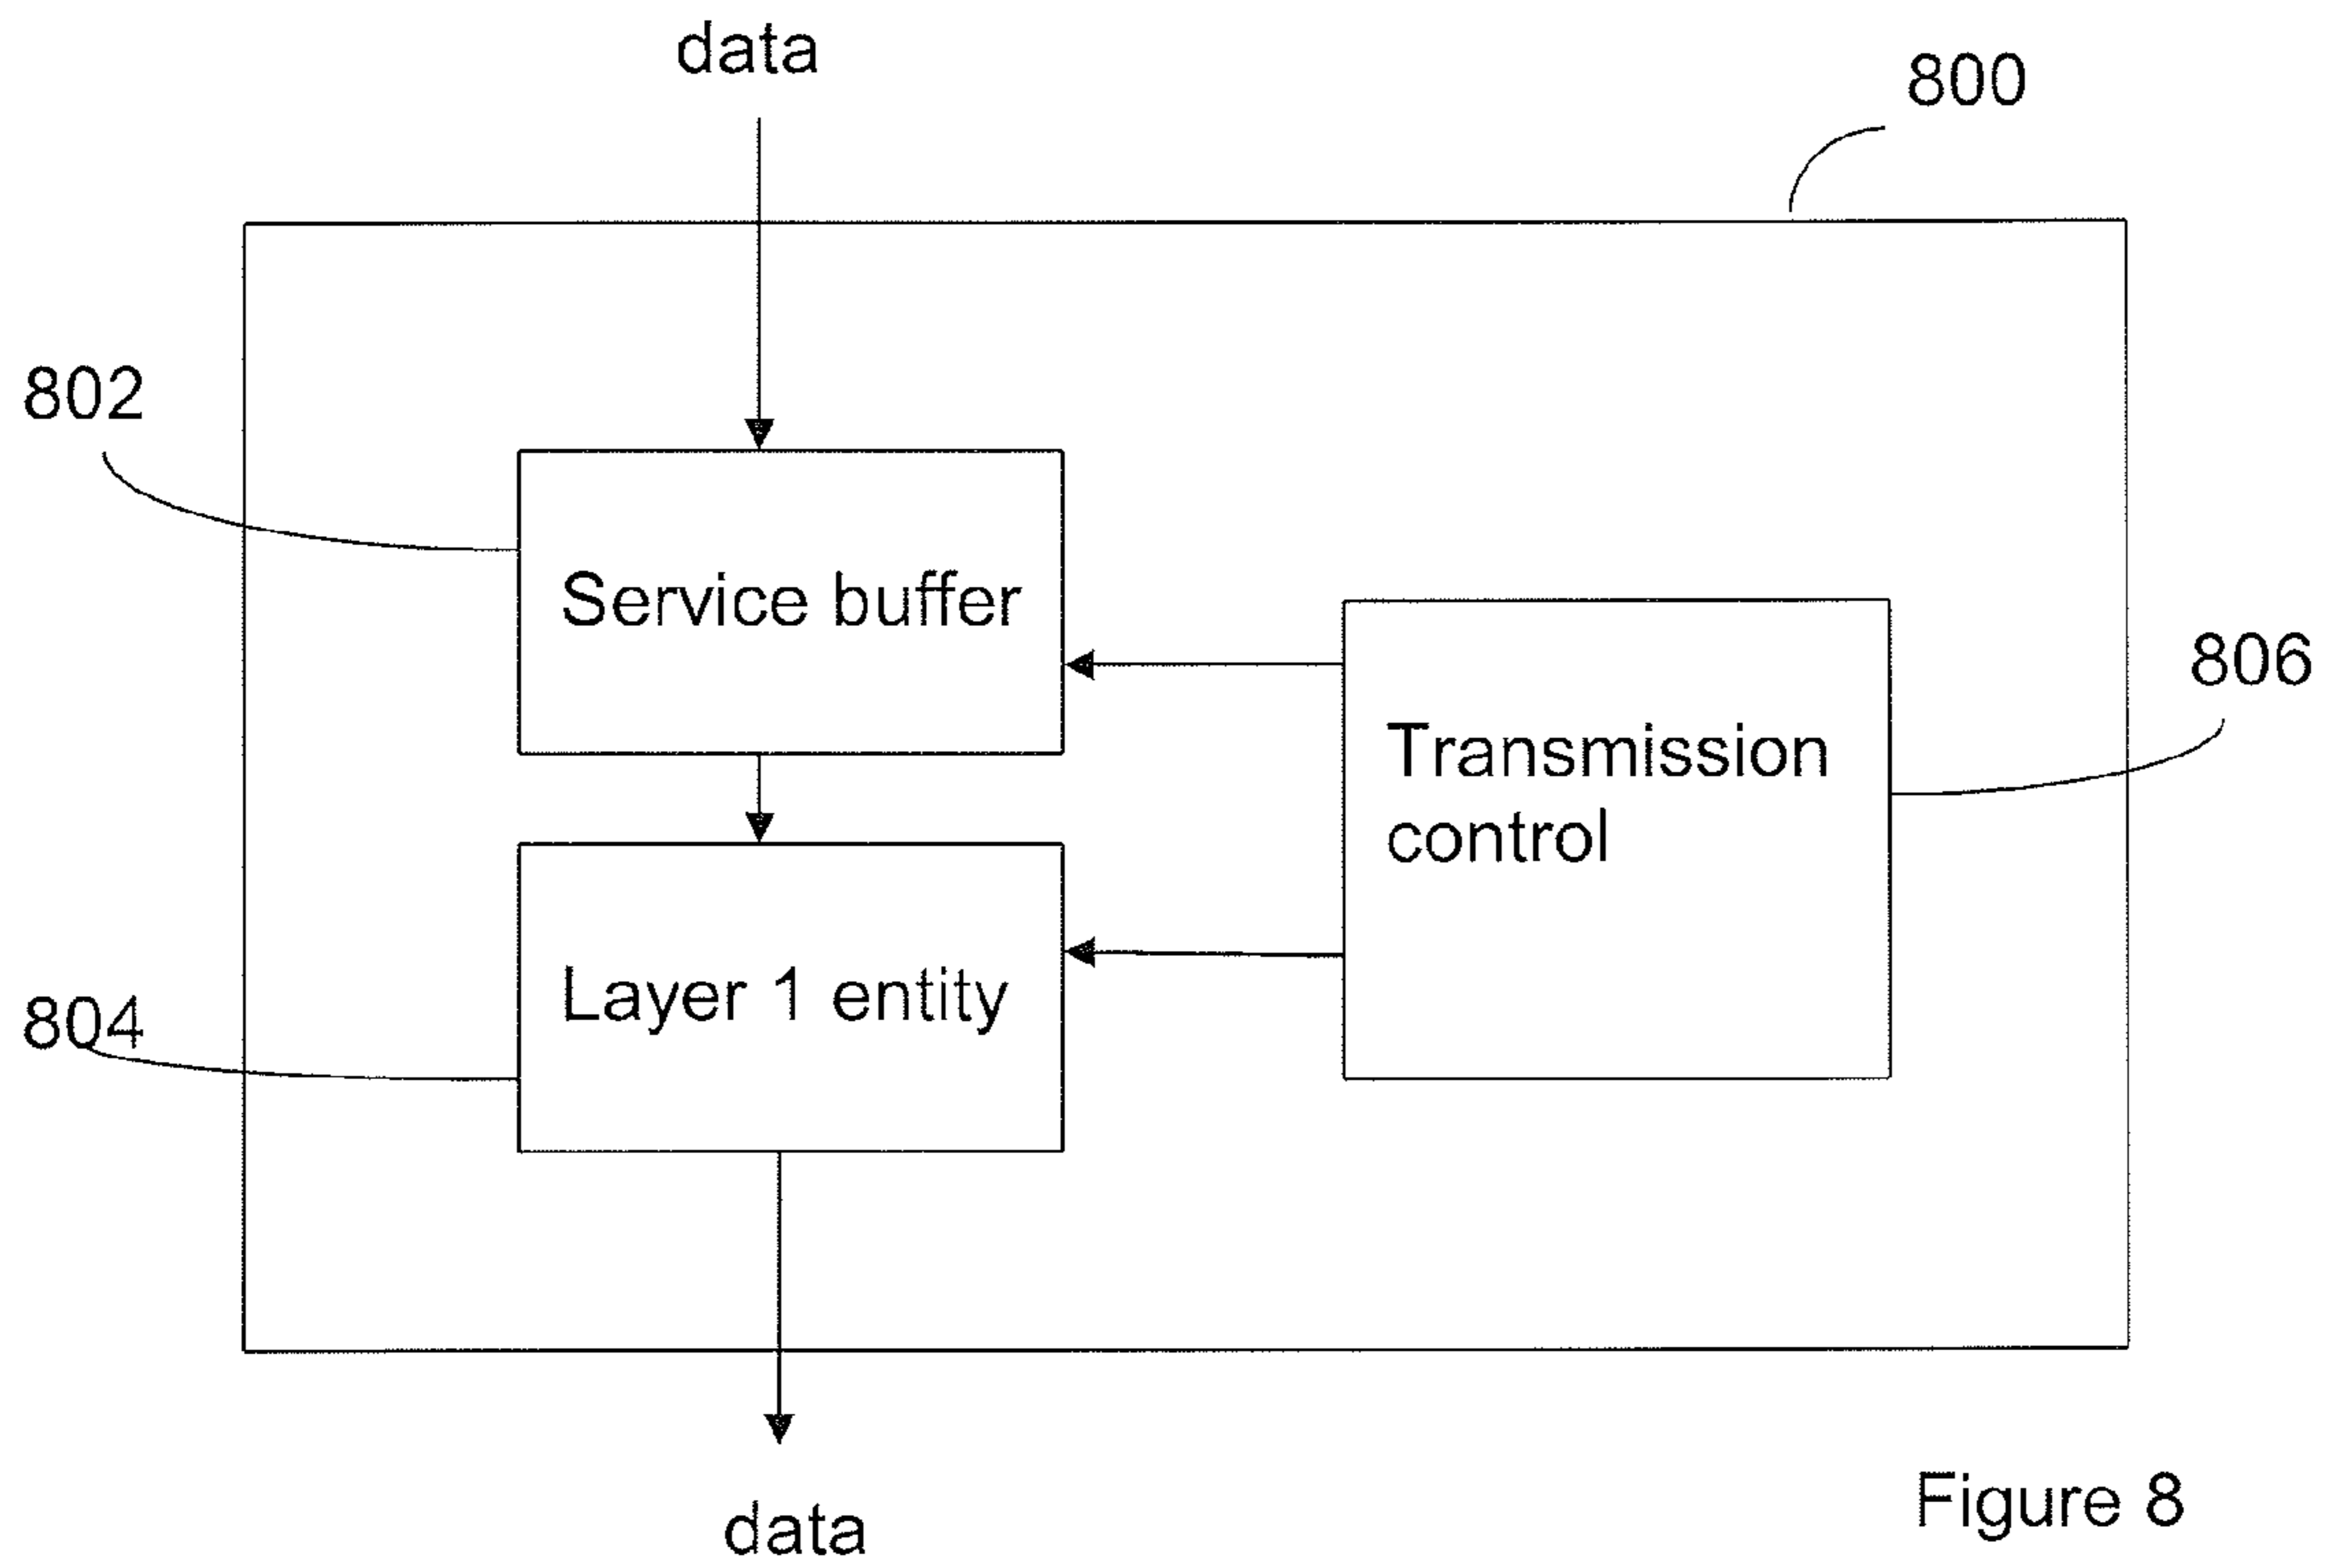 data
800
802
Service buffer
806
Transmission
control
Layer 1 entity
804
data
Figure 8